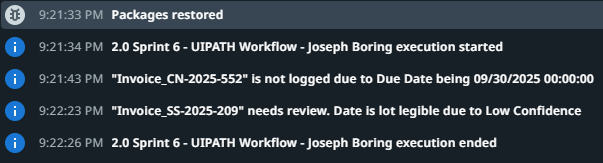 9:21:33 PM Packages restored
9:21:34 PM 2.0 Sprint 6 - UIPATH Workflow - Joseph Boring execution started
9:21:43 PM "Invoice_CN-2025-552" is not logged due to Due Date being 09/30/2025 00:00:00
9:22:23 PM "Invoice_SS-2025-209" needs review. Date is lot legible due to Low Confidence
9:22:26 PM 2.0 Sprint 6 - UIPATH Workflow - Joseph Boring execution ended